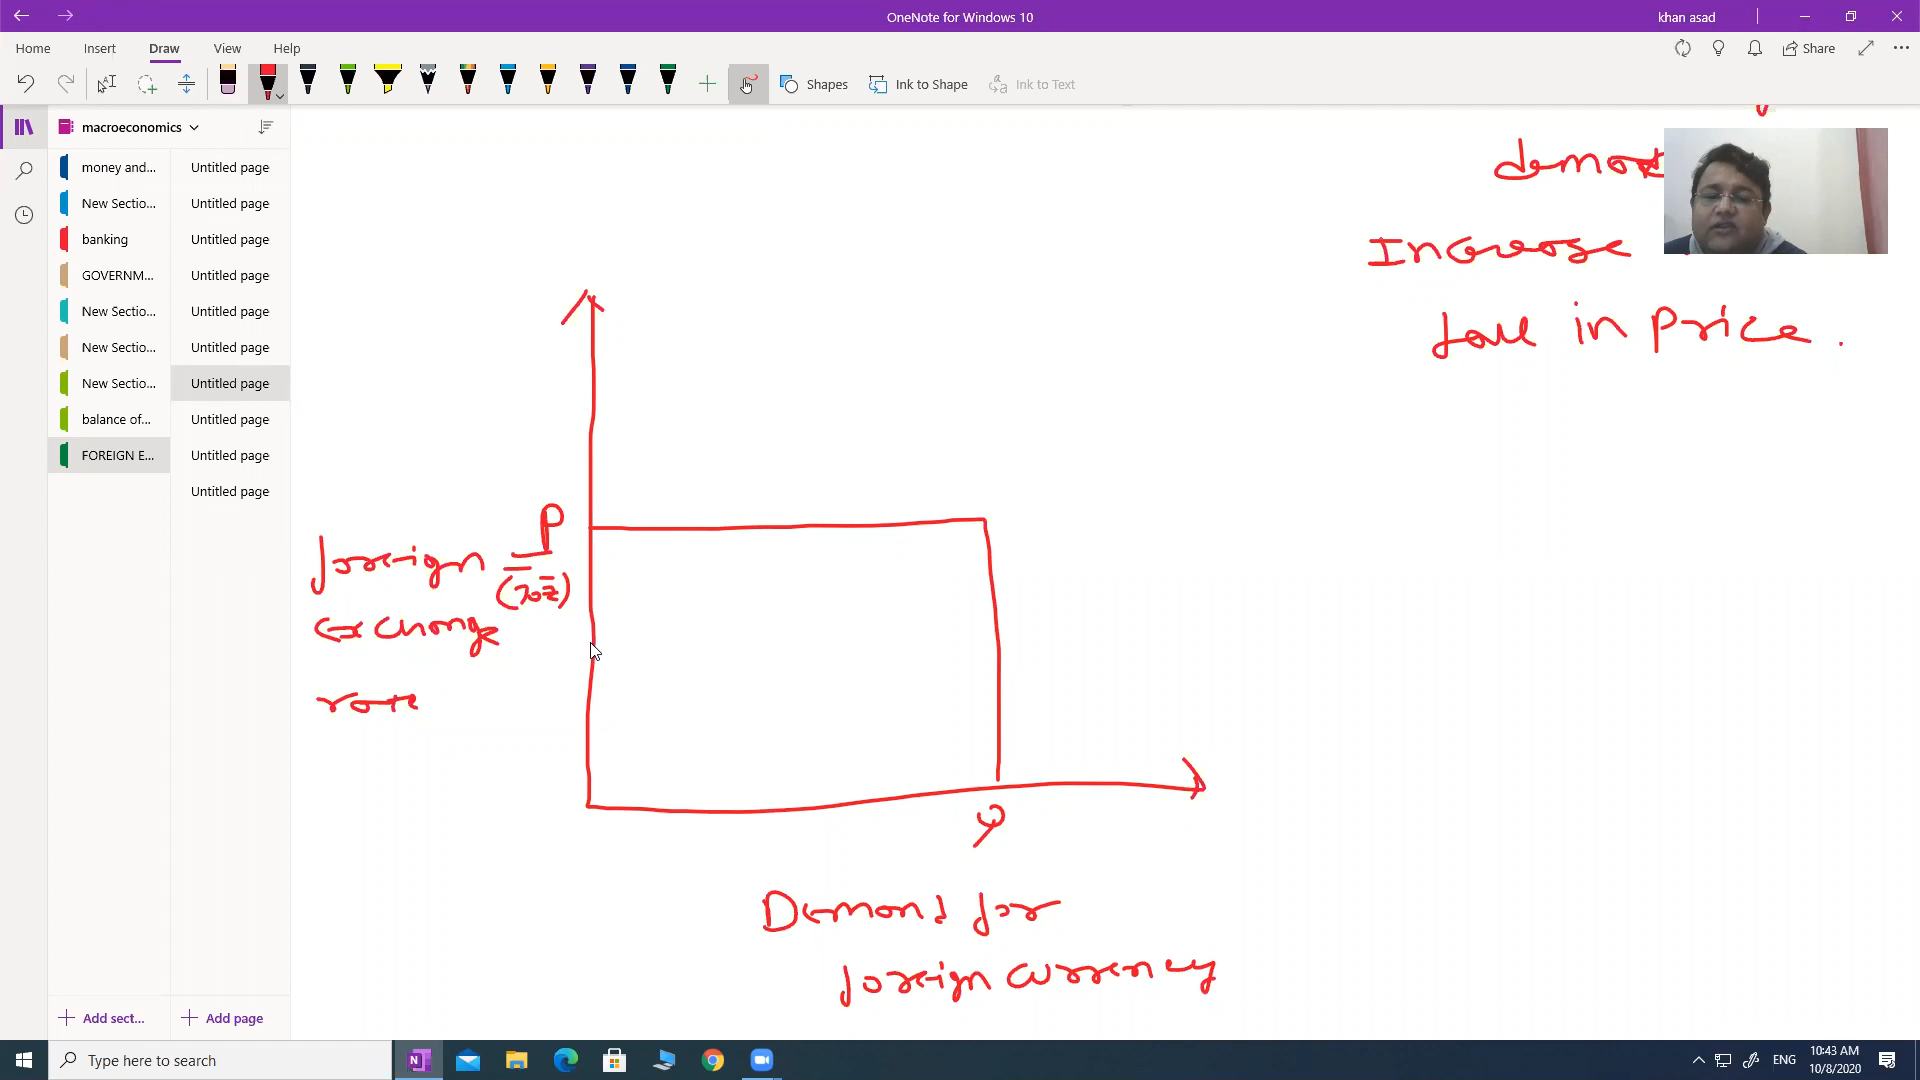 OneNote for Windows 10
khan asad
Home
Insert
Draw
View
Help
Share
Shapes
Ink to Shape
Ink to Text
macroeconomics
money and...
New Sectio...
banking
GOVERNM...
New Sectio...
New Sectio...
New Sectio...
balance of...
FOREIGN E...
Untitled page
Untitled page
Untitled page
Untitled page
Untitled page
Untitled page
Untitled page
Untitled page
Untitled page
Untitled page
Increase
fall in price.
P
foreign
exchange
rate
Demand for
foreign currency
Add sect...
Add page
Type here to search
ENG
10:43 AM
10/8/2020